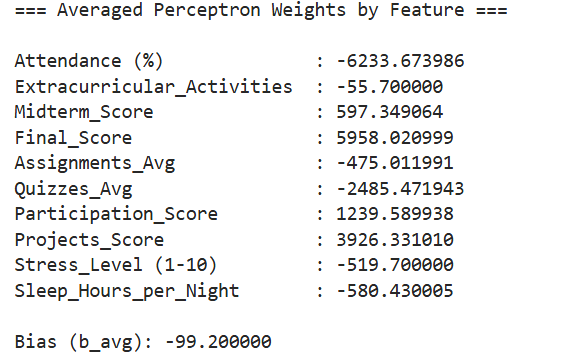 === Averaged Perceptron Weights by Feature ===
Attendance (%) : -6233.673986
Extracurricular_Activities : -55.700000
Midterm_Score : 597.349064
Final_Score : 5958.020999
Assignments_Avg : -475.011991
Quizzes_Avg : -2485.471943
Participation_Score : 1239.589938
Projects_Score : 3926.331010
Stress_Level (1-10) : -519.700000
Sleep_Hours_per_Night : -580.430005
Bias (b_avg): -99.200000